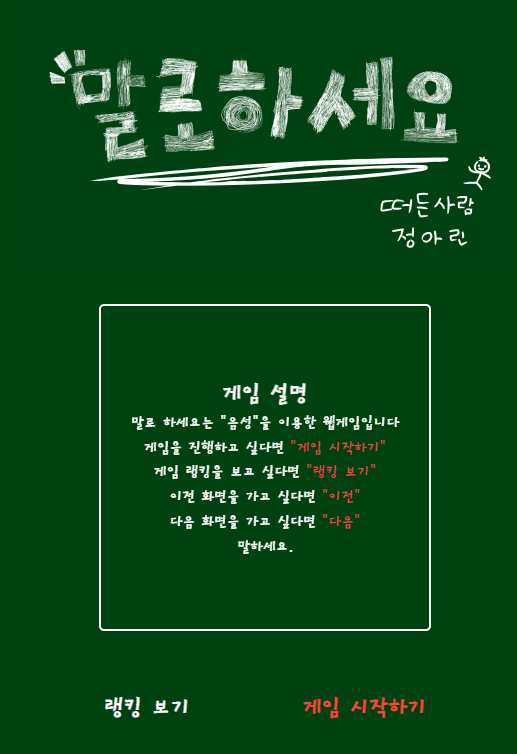 말로하세요
떠든사람
정아린
게임 설명
말로 하세요는 "음성"을 이용한 웹게임입니다
게임을 진행하고 싶다면 "게임 시작하기"
게임 랭킹을 보고 싶다면 "랭킹 보기"
이전 화면을 가고 싶다면 "이전"
다음 화면을 가고 싶다면 "다음"
말하세요.
랭킹 보기 게임 시작하기